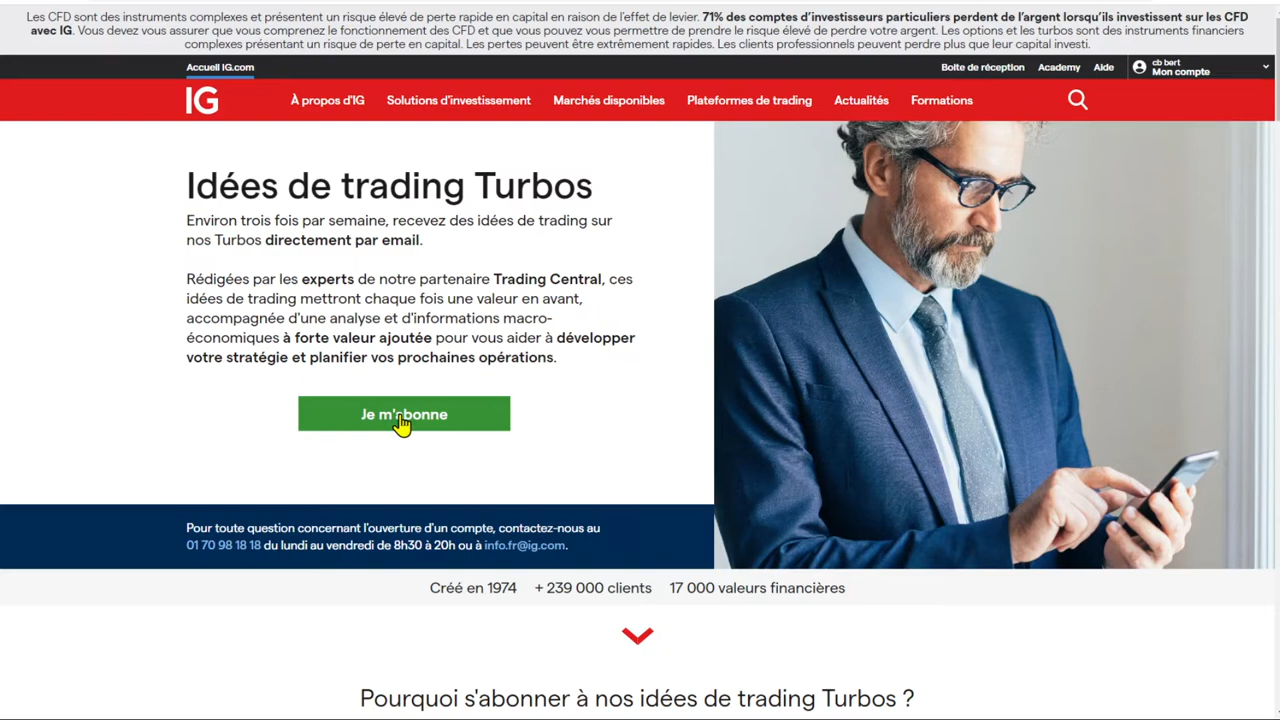 Les CFD sont des instruments complexes et présentent un risque élevé de perte rapide en capital en raison de l'effet de levier. 71% des comptes d'investisseurs particuliers perdent de l'argent lorsqu'ils investissent sur les CFD
avec IG. Vous devez vous assurer que vous comprenez le fonctionnement des CFD et que vous pouvez vous permettre de prendre le risque élevé de perdre votre argent. Les options et les turbos sont des instruments financiers
complexes présentant un risque de perte en capital. Les pertes peuvent être extrêmement rapides. Les clients professionnels peuvent perdre plus que leur capital investi.
Accueil IG.com
Boite de réception
Academy
Aide
cb bert
Mon compte
IG
À propos d'IG
Solutions d'investissement
Marchés disponibles
Plateformes de trading
Actualités
Formations
Idées de trading Turbos
Environ trois fois par semaine, recevez des idées de trading sur
nos Turbos directement par email.
Rédigées par les experts de notre partenaire Trading Central, ces
idées de trading mettront chaque fois une valeur en avant,
accompagnée d'une analyse et d'informations macro-
économiques à forte valeur ajoutée pour vous aider à développer
votre stratégie et planifier vos prochaines opérations.
Je m'abonne
Pour toute question concernant l'ouverture d'un compte, contactez-nous au
01 70 98 18 18 du lundi au vendredi de 8h30 à 20h ou à info.fr@ig.com.
Créé en 1974
+ 239 000 clients
17 000 valeurs financières
Pourquoi s'abonner à nos idées de trading Turbos ?